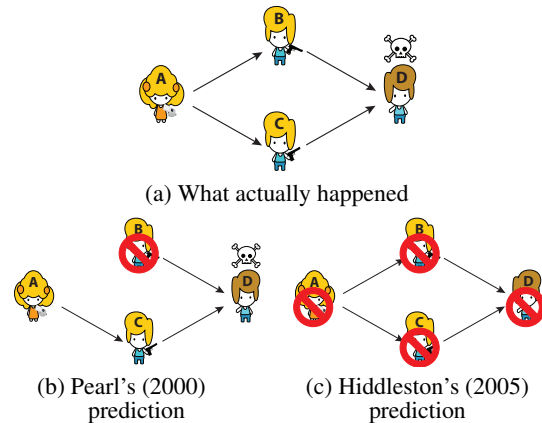 B
A
D
C
(a) What actually happened
B
A
D
C
(b) Pearl's (2000)
prediction
B
A
D
C
(c) Hiddleston's (2005)
prediction